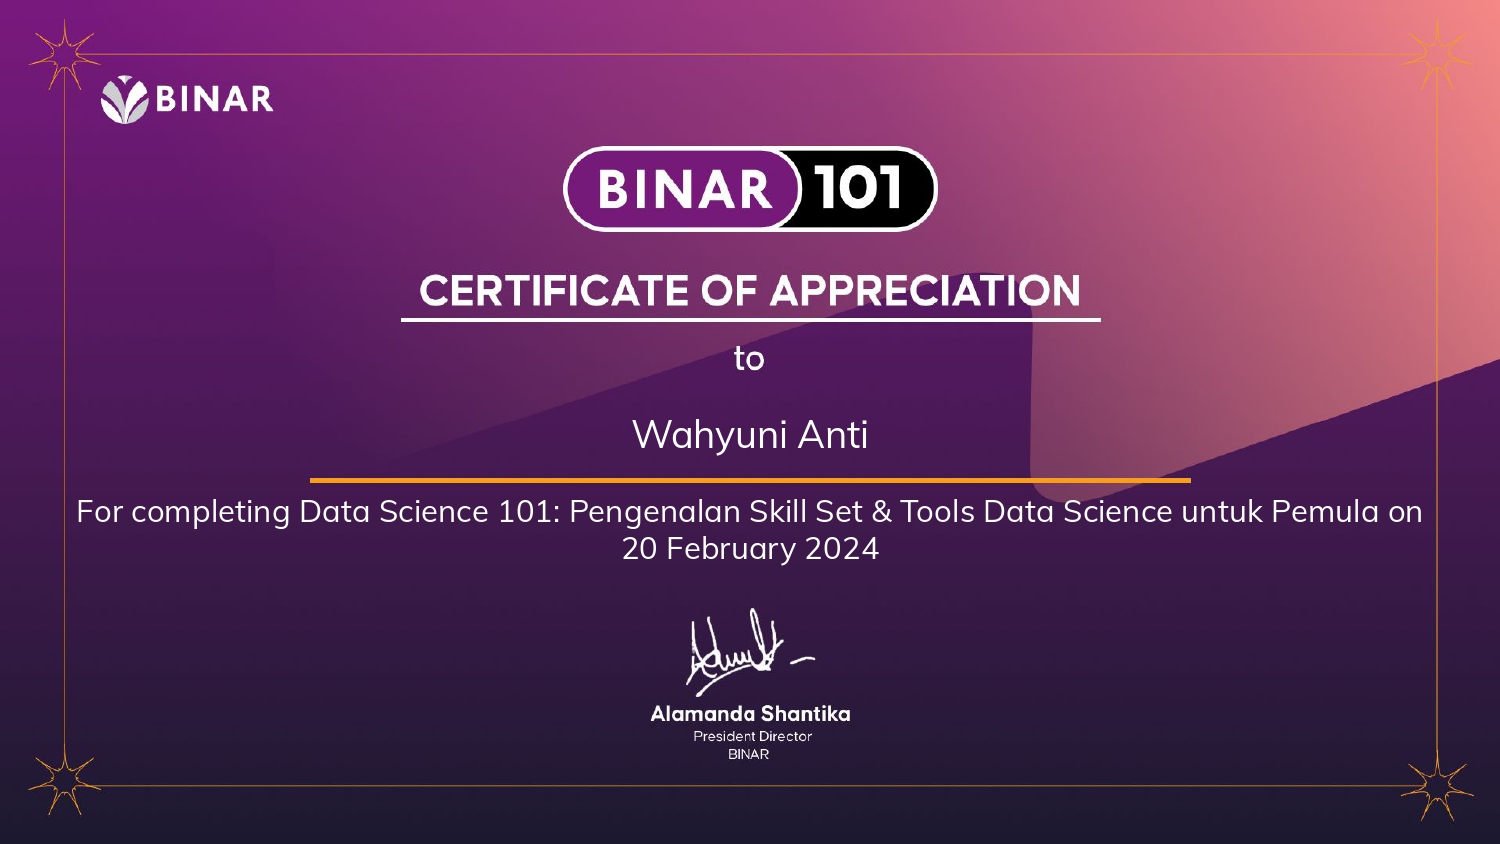 BINAR
BINAR 101
CERTIFICATE OF APPRECIATION
to
Wahyuni Anti
For completing Data Science 101: Pengenalan Skill Set & Tools Data Science untuk Pemula on
20 February 2024
Alamanda Shantika
President Director
BINAR